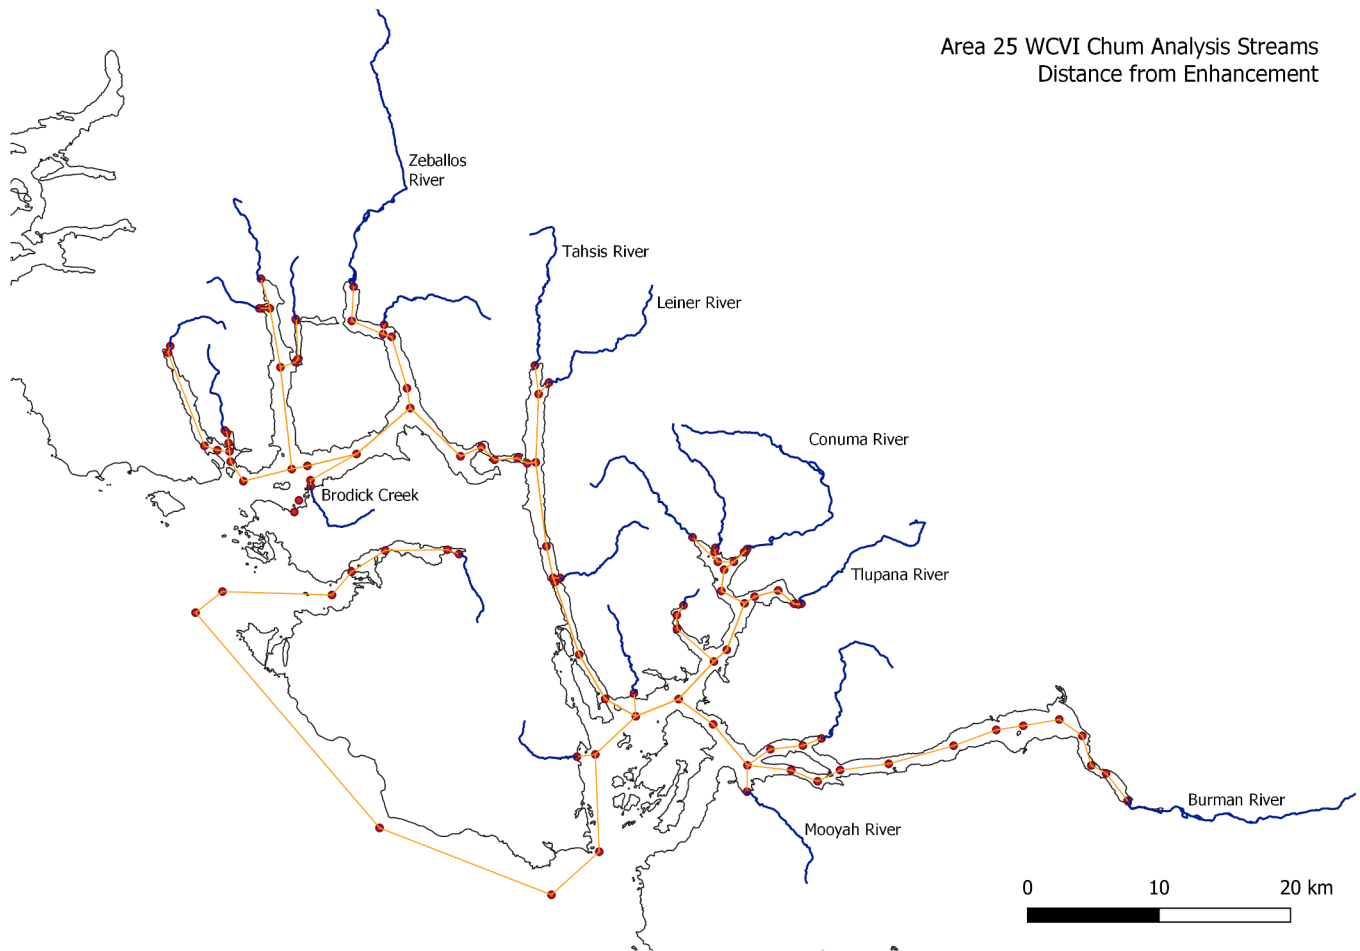 Area 25 WCVI Chum Analysis Streams
Distance from Enhancement
Zeballos
River
Tahsis River
Leiner River
Conuma River
Brodick Creek
Tlupana River
Burman River
Mooyah River
0 10 20 km